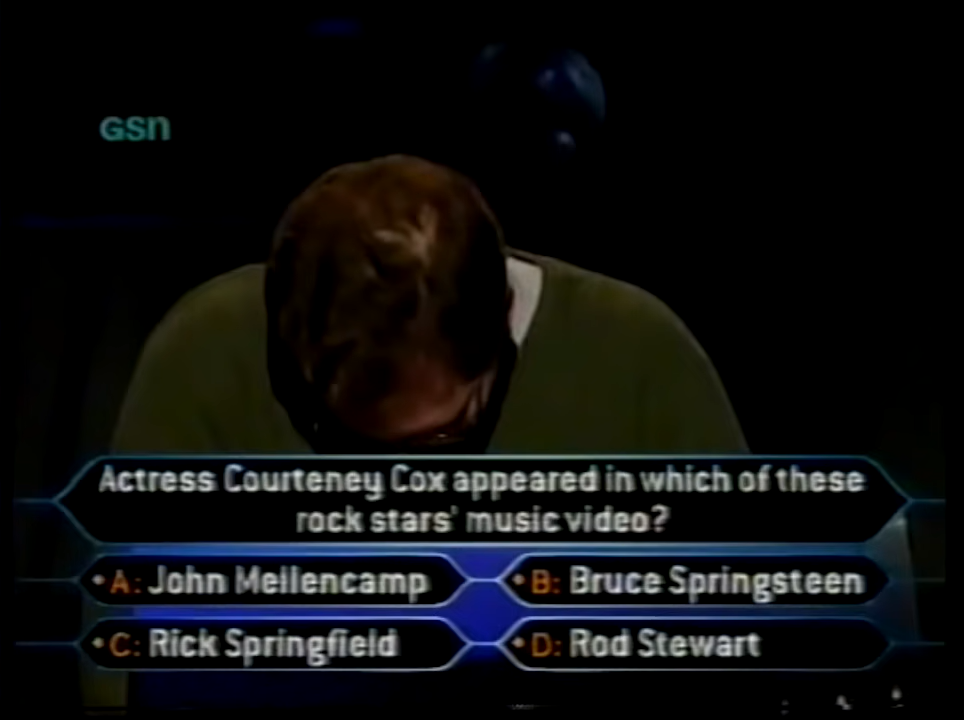 GSN
Actress Courteney Cox appeared in which of these
rock stars' music video?
• A: John Mellencamp
• B: Bruce Springsteen
• C: Rick Springfield
• D: Rod Stewart